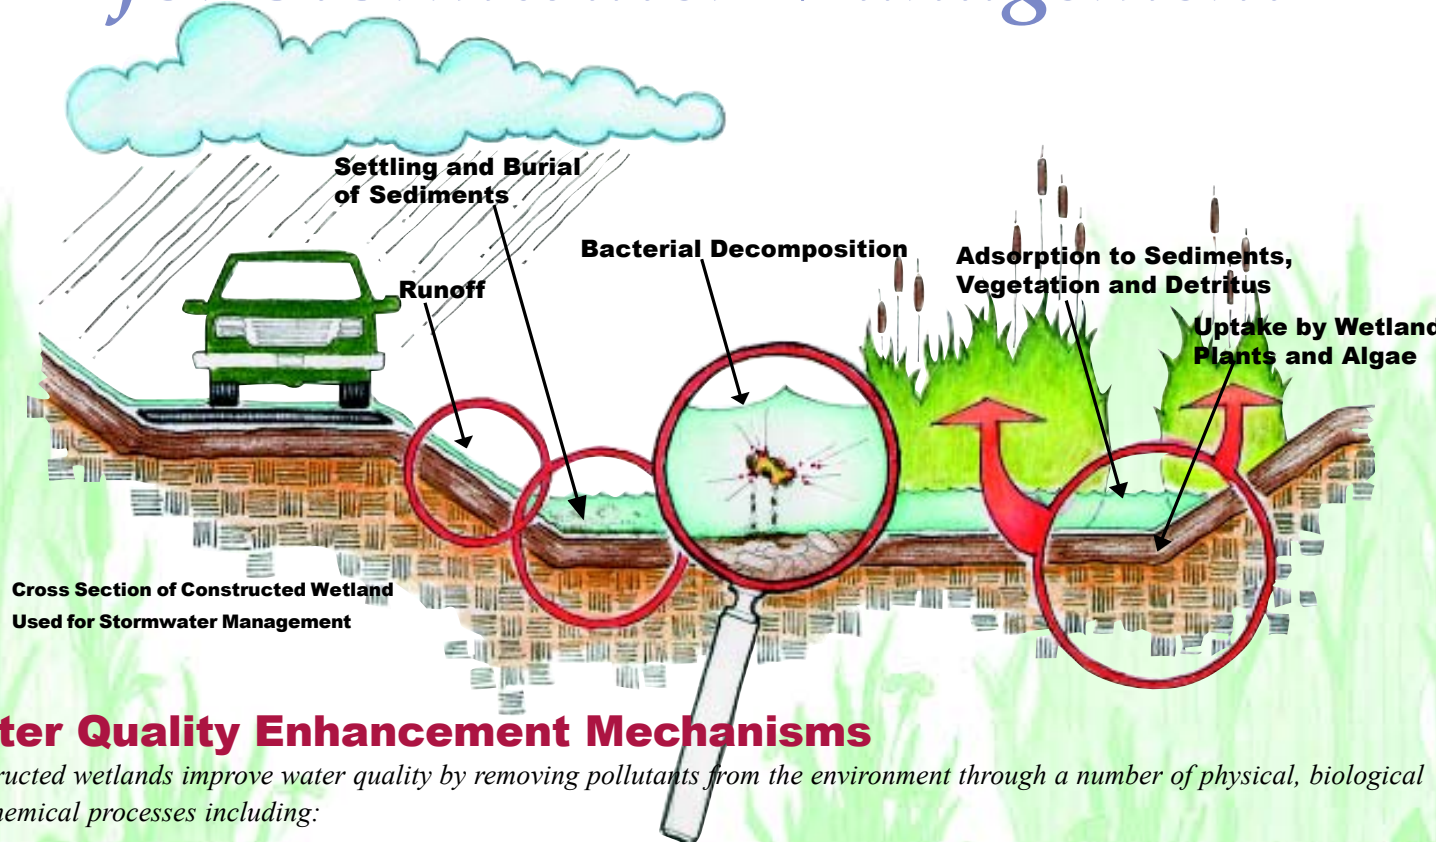 Settling and Burial
of Sediments
Bacterial Decomposition
Adsorption to Sediments,
Vegetation and Detritus
Runoff
Uptake by Wetland
Plants and Algae
Cross Section of Constructed Wetland
Used for Stormwater Management
ter Quality Enhancement Mechanisms
ructed wetlands improve water quality by removing pollutants from the environment through a number of physical, biological
hemical processes including: